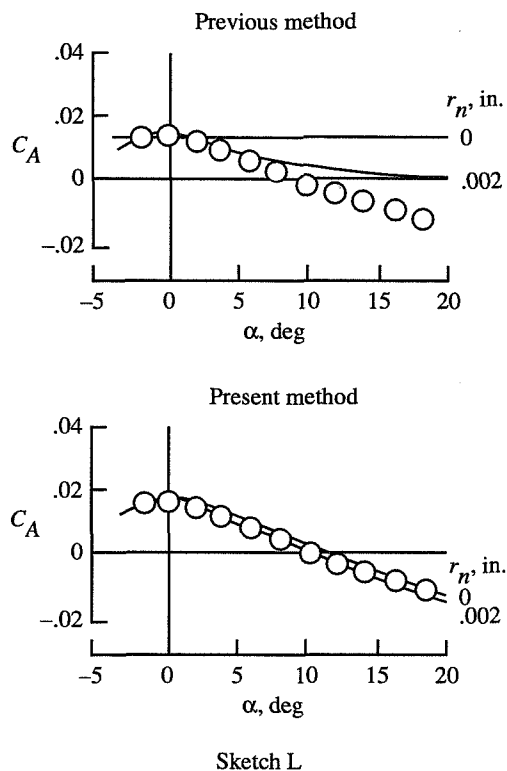 Previous method
.04
.02
0
–.02
C_A
r_n, in.
0
.002
–5 0 5 10 15 20
α, deg
Present method
.04
.02
0
–.02
C_A
r_n, in.
0
.002
–5 0 5 10 15 20
α, deg
Sketch L